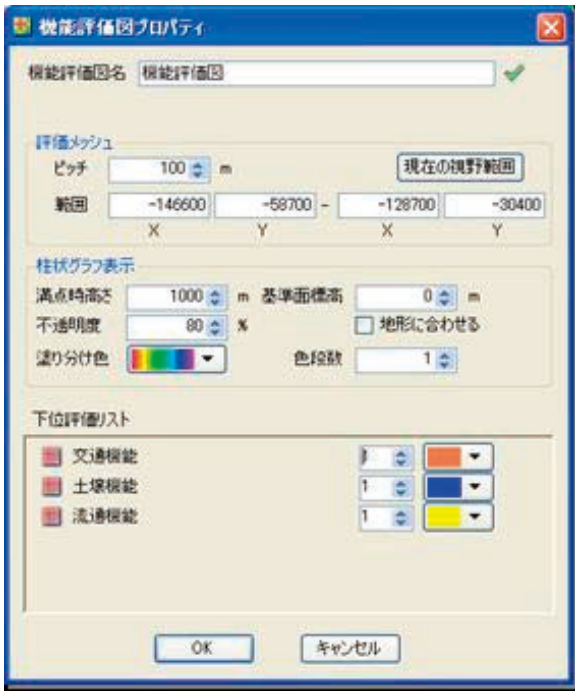 機能評価図プロパティ
機能評価図名 機能評価図
評価メッシュ
ピッチ 100 m 現在の視野範囲
範囲 -146600 -58700 - -128700 -30400
X Y X Y
柱状グラフ表示
満点時高さ 1000 m 基準面標高 0 m
不透明度 80 % 地形に合わせる
塗り分け色 色段数 1
下位評価リスト
交通機能
土壌機能 1
流通機能 1
OK キャンセル